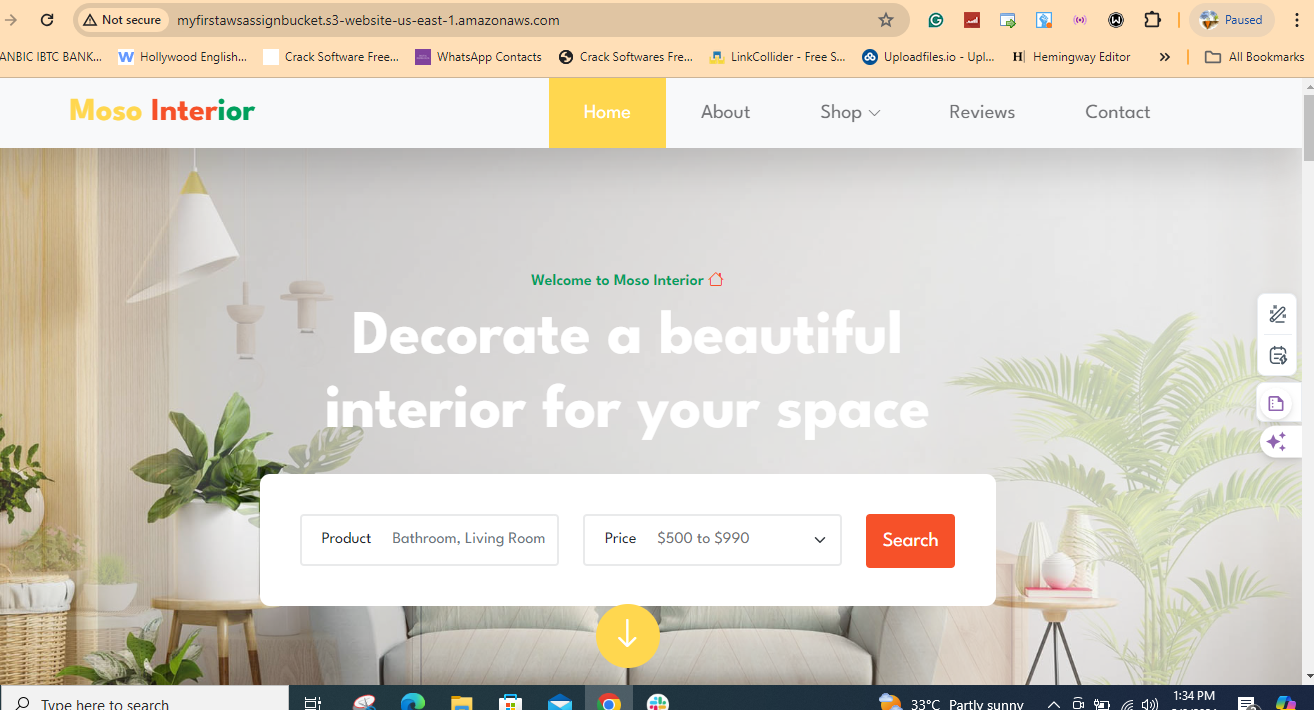 Not secure myfirstawsassignbucket.s3-website-us-east-1.amazonaws.com Paused
ANBIC IBTC BANK... Hollywood English... Crack Software Free... WhatsApp Contacts Crack Softwares Fre... LinkCollider - Free S... Uploadfiles.io - Upl... Hemingway Editor » All Bookmarks
Moso Interior Home About Shop Reviews Contact
Welcome to Moso Interior
Decorate a beautiful
interior for your space
Product Bathroom, Living Room Price $500 to $990 Search
Type here to search 33°C Partly sunny 1:34 PM